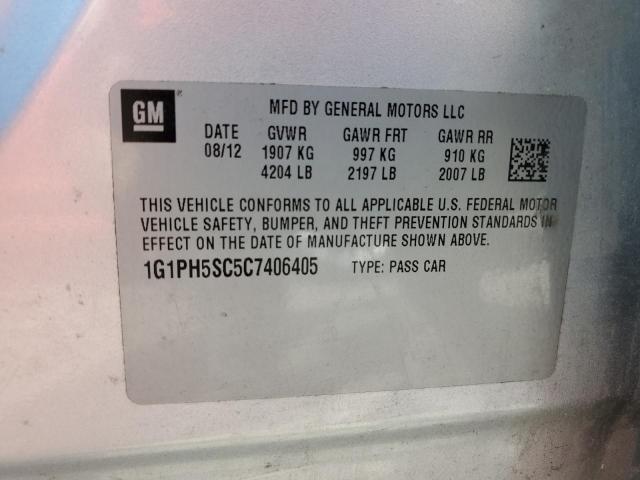 GM
MFD BY GENERAL MOTORS LLC
DATE GVWR GAWR FRT GAWR RR
08/12 1907 KG 997 KG 910 KG
4204 LB 2197 LB 2007 LB
THIS VEHICLE CONFORMS TO ALL APPLICABLE U.S. FEDERAL MOTOR
VEHICLE SAFETY, BUMPER, AND THEFT PREVENTION STANDARDS IN
EFFECT ON THE DATE OF MANUFACTURE SHOWN ABOVE.
1G1PH5SC5C7406405 TYPE: PASS CAR